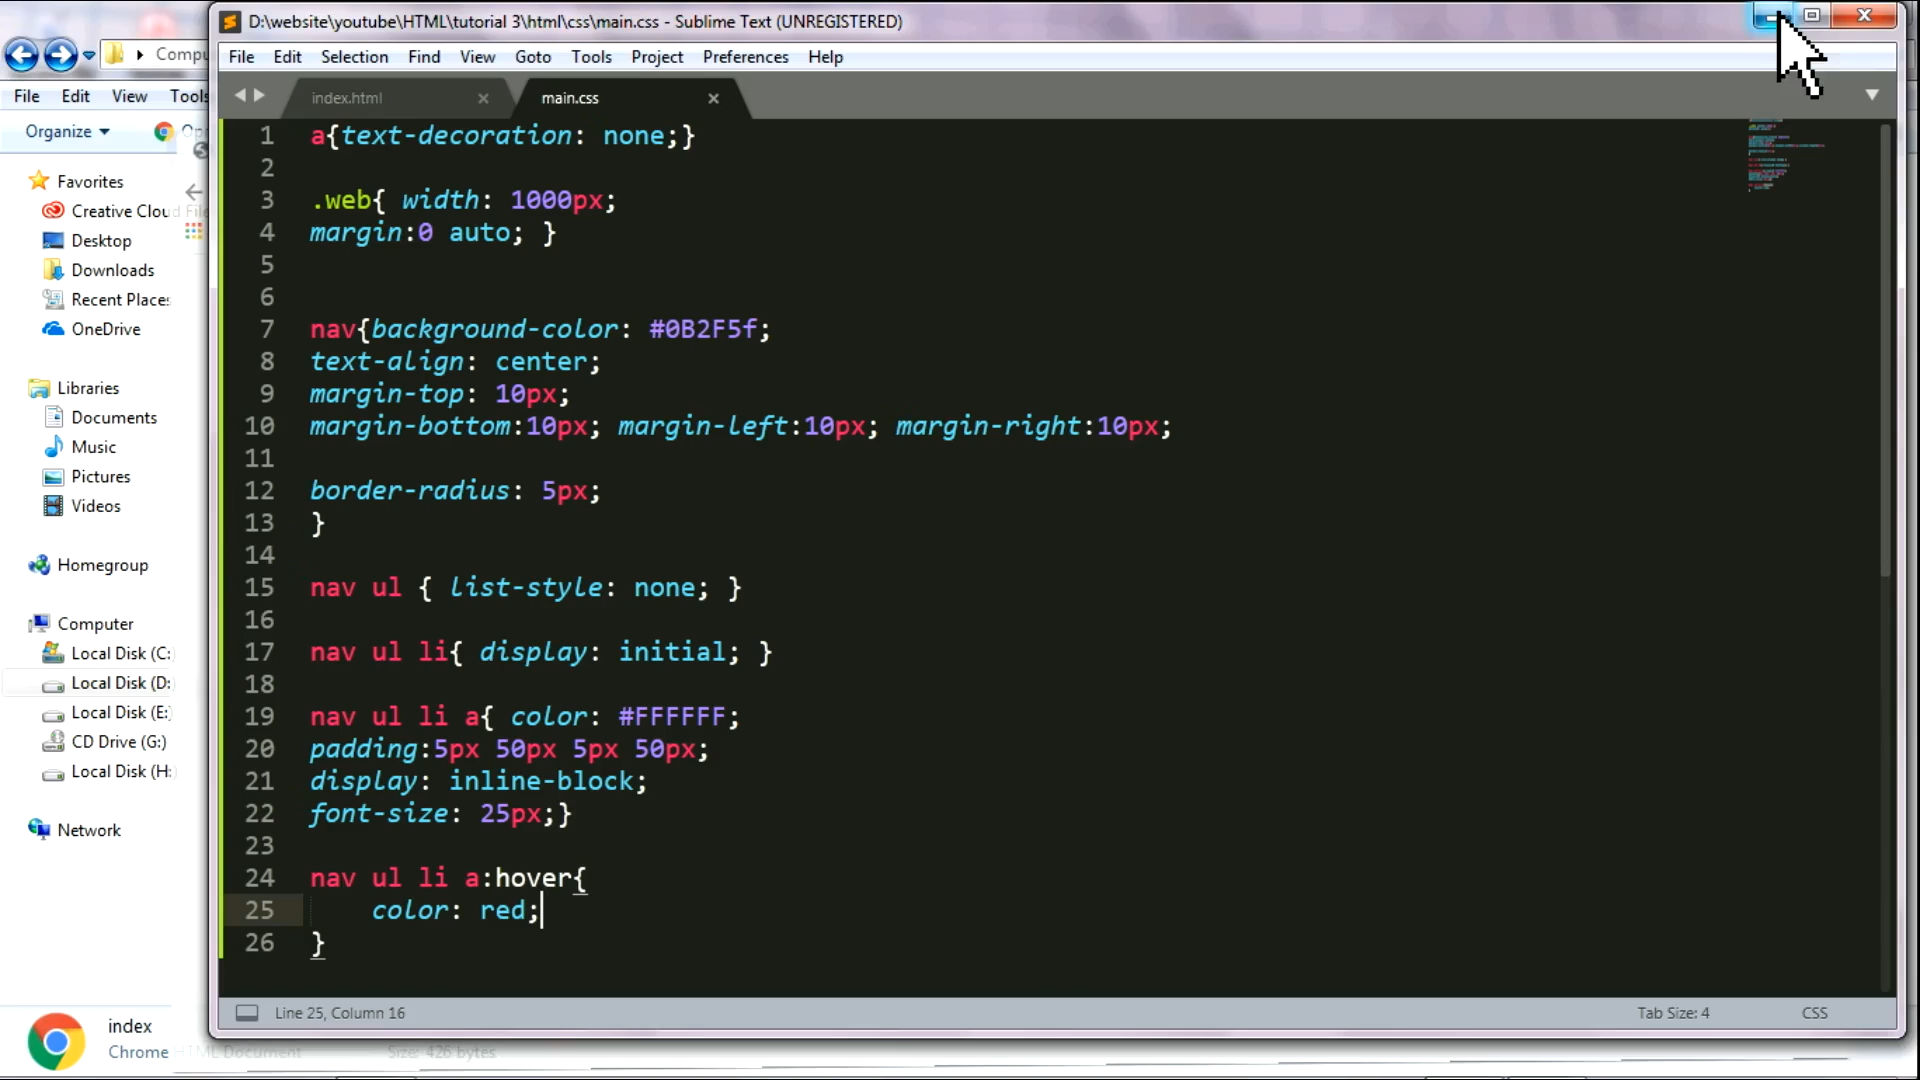 D:\website\youtube\HTML\tutorial 3\html\css\main.css - Sublime Text (UNREGISTERED)
File Edit Selection Find View Goto Tools Project Preferences Help
index.html
main.css
1 a{text-decoration: none;}
2
3 .web{ width: 1000px;
4 margin:0 auto; }
5
6
7 nav{background-color: #0B2F5f;
8 text-align: center;
9 margin-top: 10px;
10 margin-bottom:10px; margin-left:10px; margin-right:10px;
11
12 border-radius: 5px;
13 }
14
15 nav ul { list-style: none; }
16
17 nav ul li{ display: initial; }
18
19 nav ul li a{ color: #FFFFFF;
20 padding:5px 50px 5px 50px;
21 display: inline-block;
22 font-size: 25px;}
23
24 nav ul li a:hover{
25 color: red;
26 }
Line 25, Column 16
Tab Size: 4
CSS
Compu
File Edit View Tools
Organize
Op
Favorites
Creative Cloud File
Desktop
Downloads
Recent Places
OneDrive
Libraries
Documents
Music
Pictures
Videos
Homegroup
Computer
Local Disk (C:
Local Disk (D:
Local Disk (E:)
CD Drive (G:)
Local Disk (H:
Network
index
Chrome HTML Document
Size: 426 bytes